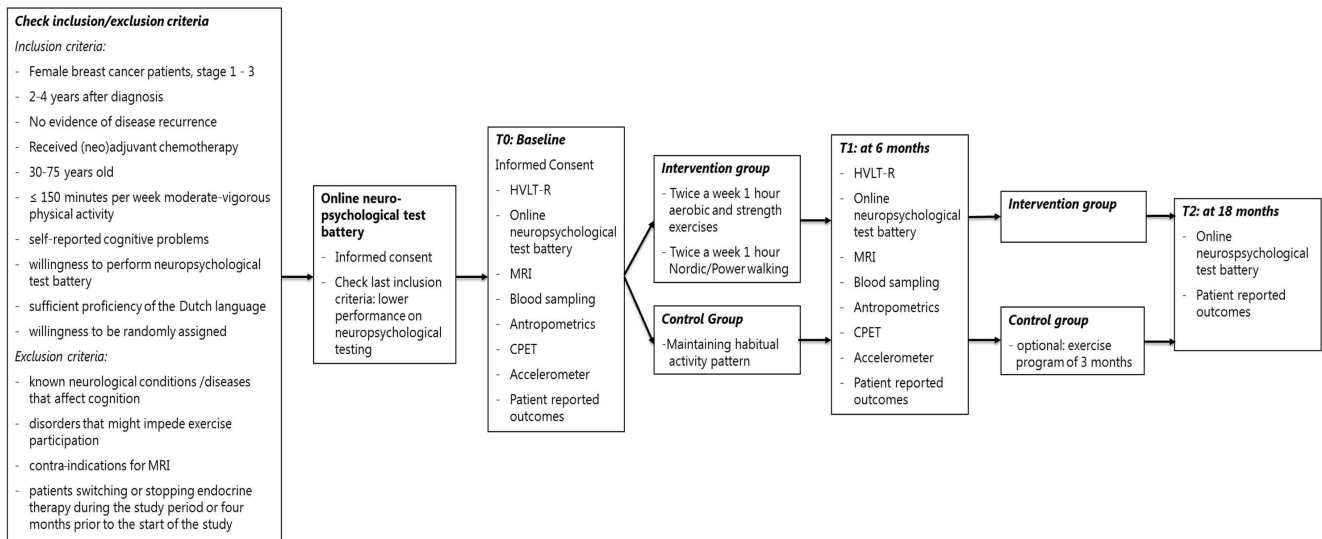 Check inclusion/exclusion criteria
Inclusion criteria:
- Female breast cancer patients, stage 1 - 3
- 2-4 years after diagnosis
- No evidence of disease recurrence
- Received (neo)adjuvant chemotherapy
- 30-75 years old
- ≤ 150 minutes per week moderate-vigorous
physical activity
- self-reported cognitive problems
- willingness to perform neuropsychological
test battery
- sufficient proficiency of the Dutch language
- willingness to be randomly assigned
Exclusion criteria:
- known neurological conditions /diseases
that affect cognition
- disorders that might impede exercise
participation
- contra-indications for MRI
- patients switching or stopping endocrine
therapy during the study period or four
months prior to the start of the study
Online neuro-
psychological test
battery
- Informed consent
- Check last inclusion
criteria: lower
performance on
neuropsychological
testing
T0: Baseline
Informed Consent
- HVLT-R
- Online
neuropsychological
test battery
- MRI
- Blood sampling
- Antropometrics
- CPET
- Accelerometer
- Patient reported
outcomes
Intervention group
- Twice a week 1 hour
aerobic and strength
exercises
- Twice a week 1 hour
Nordic/Power walking
Control Group
-Maintaining habitual
activity pattern
T1: at 6 months
- HVLT-R
- Online
neuropsychological
test battery
- MRI
- Blood sampling
- Antropometrics
- CPET
- Accelerometer
- Patient reported
outcomes
Intervention group
Control group
- optional: exercise
program of 3 months
T2: at 18 months
- Online
neurospychological
test battery
- Patient reported
outcomes